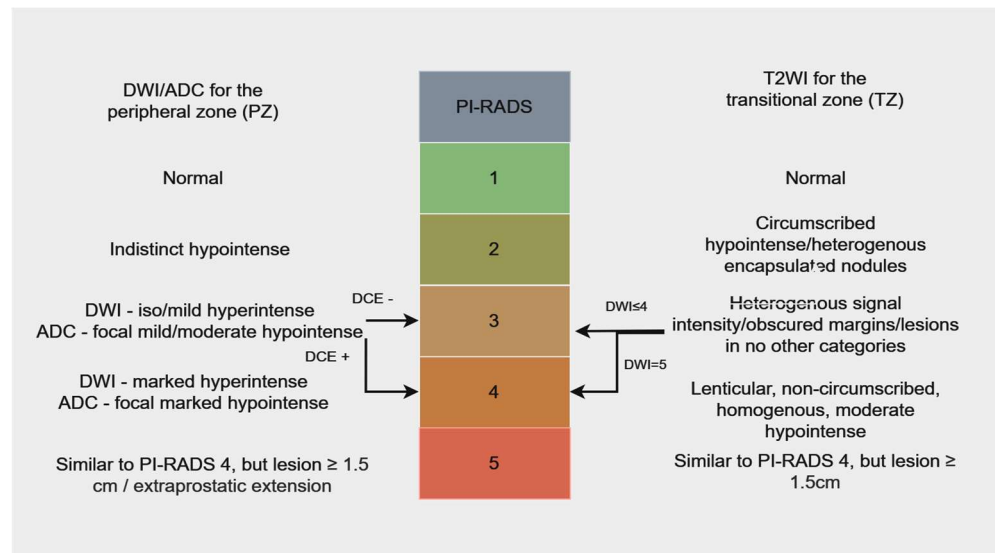 DWI/ADC for the
peripheral zone (PZ)
PI-RADS
T2WI for the
transitional zone (TZ)
Normal
1
Normal
Indistinct hypointense
2
Circumscribed
hypointense/heterogenous
encapsulated nodules
DWI - iso/mild hyperintense
ADC - focal mild/moderate hypointense
DCE -
DCE +
3
DWI≤4
DWI=5
Heterogenous signal
intensity/obscured margins/lesions
in no other categories
DWI - marked hyperintense
ADC - focal marked hypointense
4
Lenticular, non-circumscribed,
homogenous, moderate
hypointense
Similar to PI-RADS 4, but lesion ≥ 1.5
cm / extraprostatic extension
5
Similar to PI-RADS 4, but lesion ≥
1.5cm